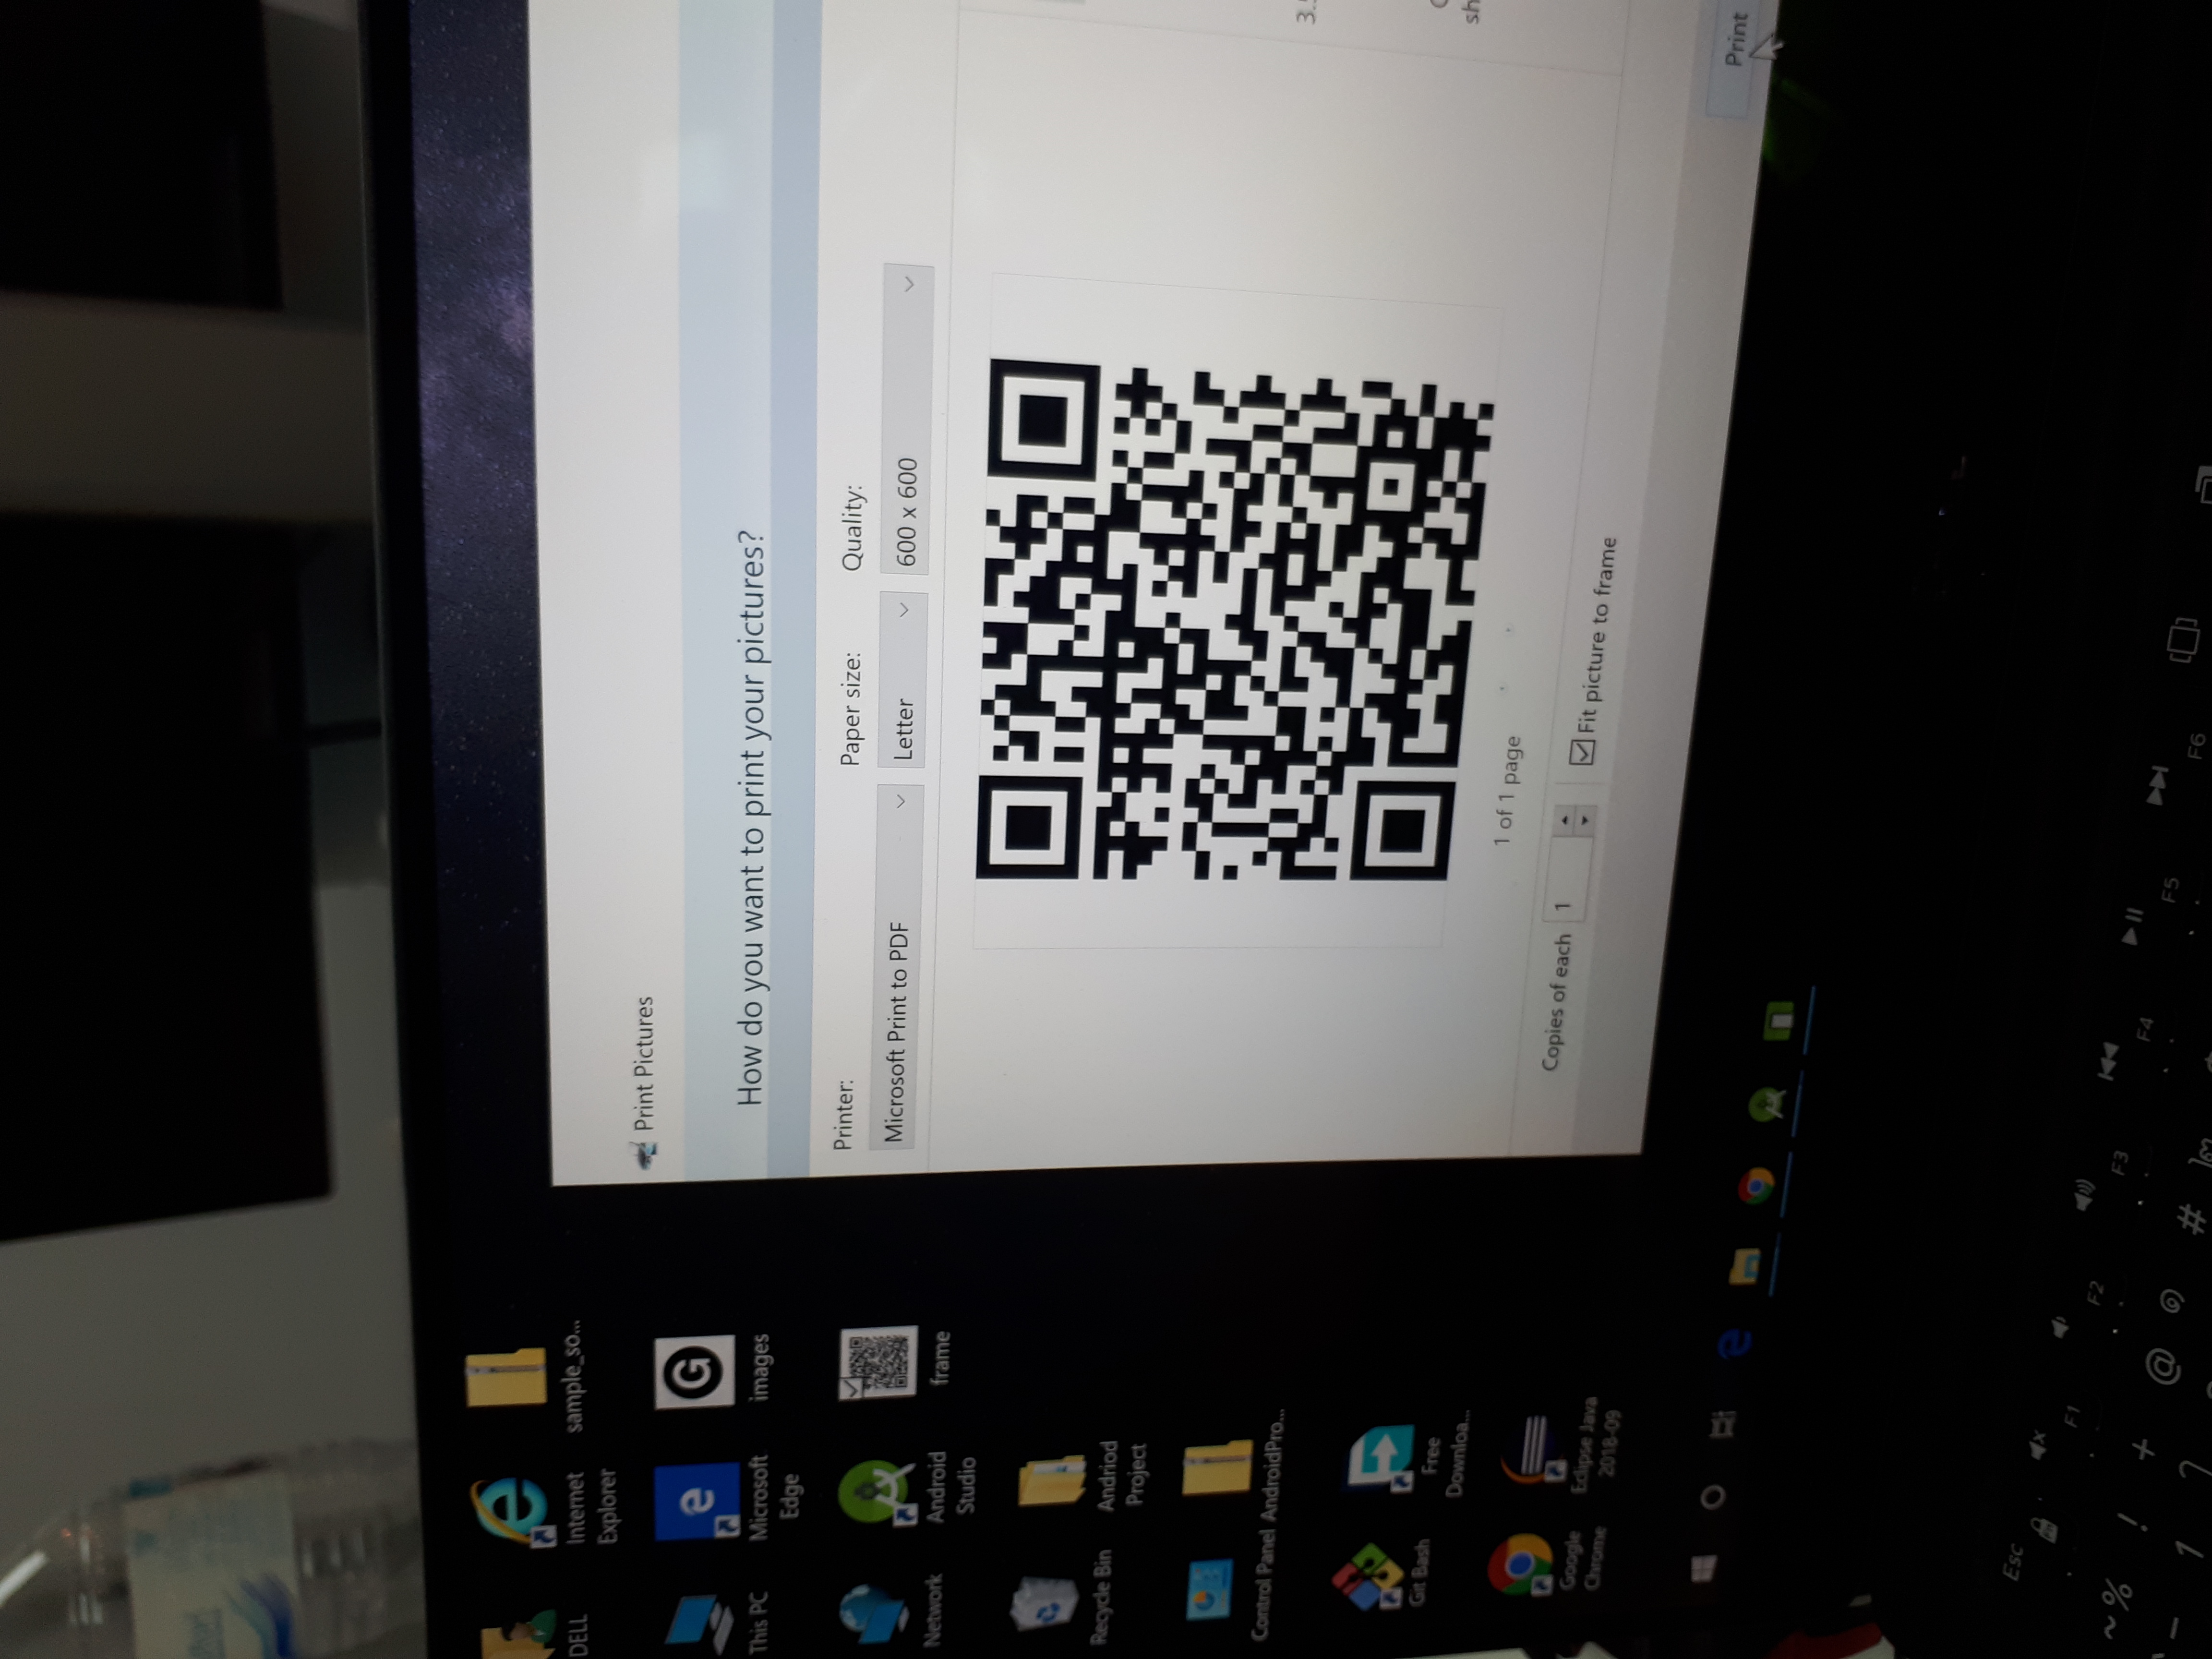 DELL
Internet
Explorer
sample_so...
This PC
Microsoft
Edge
images
Network
Android
Studio
frame
Recycle Bin
Andriod
Project
Control Panel
AndroidPro...
Git Bash
Free
Downloa...
Google
Chrome
Eclipse Java
2018-09
Print Pictures
How do you want to print your pictures?
Printer:
Paper size:
Quality:
Microsoft Print to PDF
Letter
600 x 600
1 of 1 page
Copies of each
1
Fit picture to frame
Print
Esc
F1
F2
F3
F4
F5
F6
~ %
!
+
@
๑
#
-
1